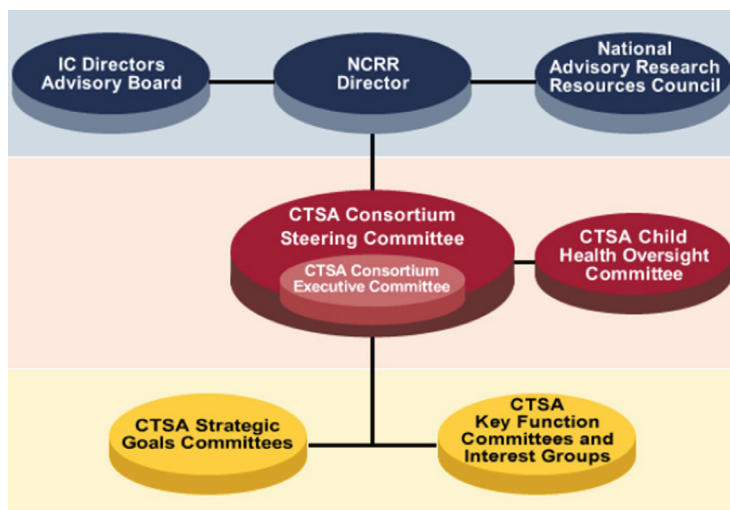 IC Directors
Advisory Board
NCRR
Director
National
Advisory Research
Resources Council
CTSA Consortium
Steering Committee
CTSA Consortium
Executive Committee
CTSA Child
Health Oversight
Committee
CTSA Strategic
Goals Committees
CTSA
Key Function
Committees and
Interest Groups